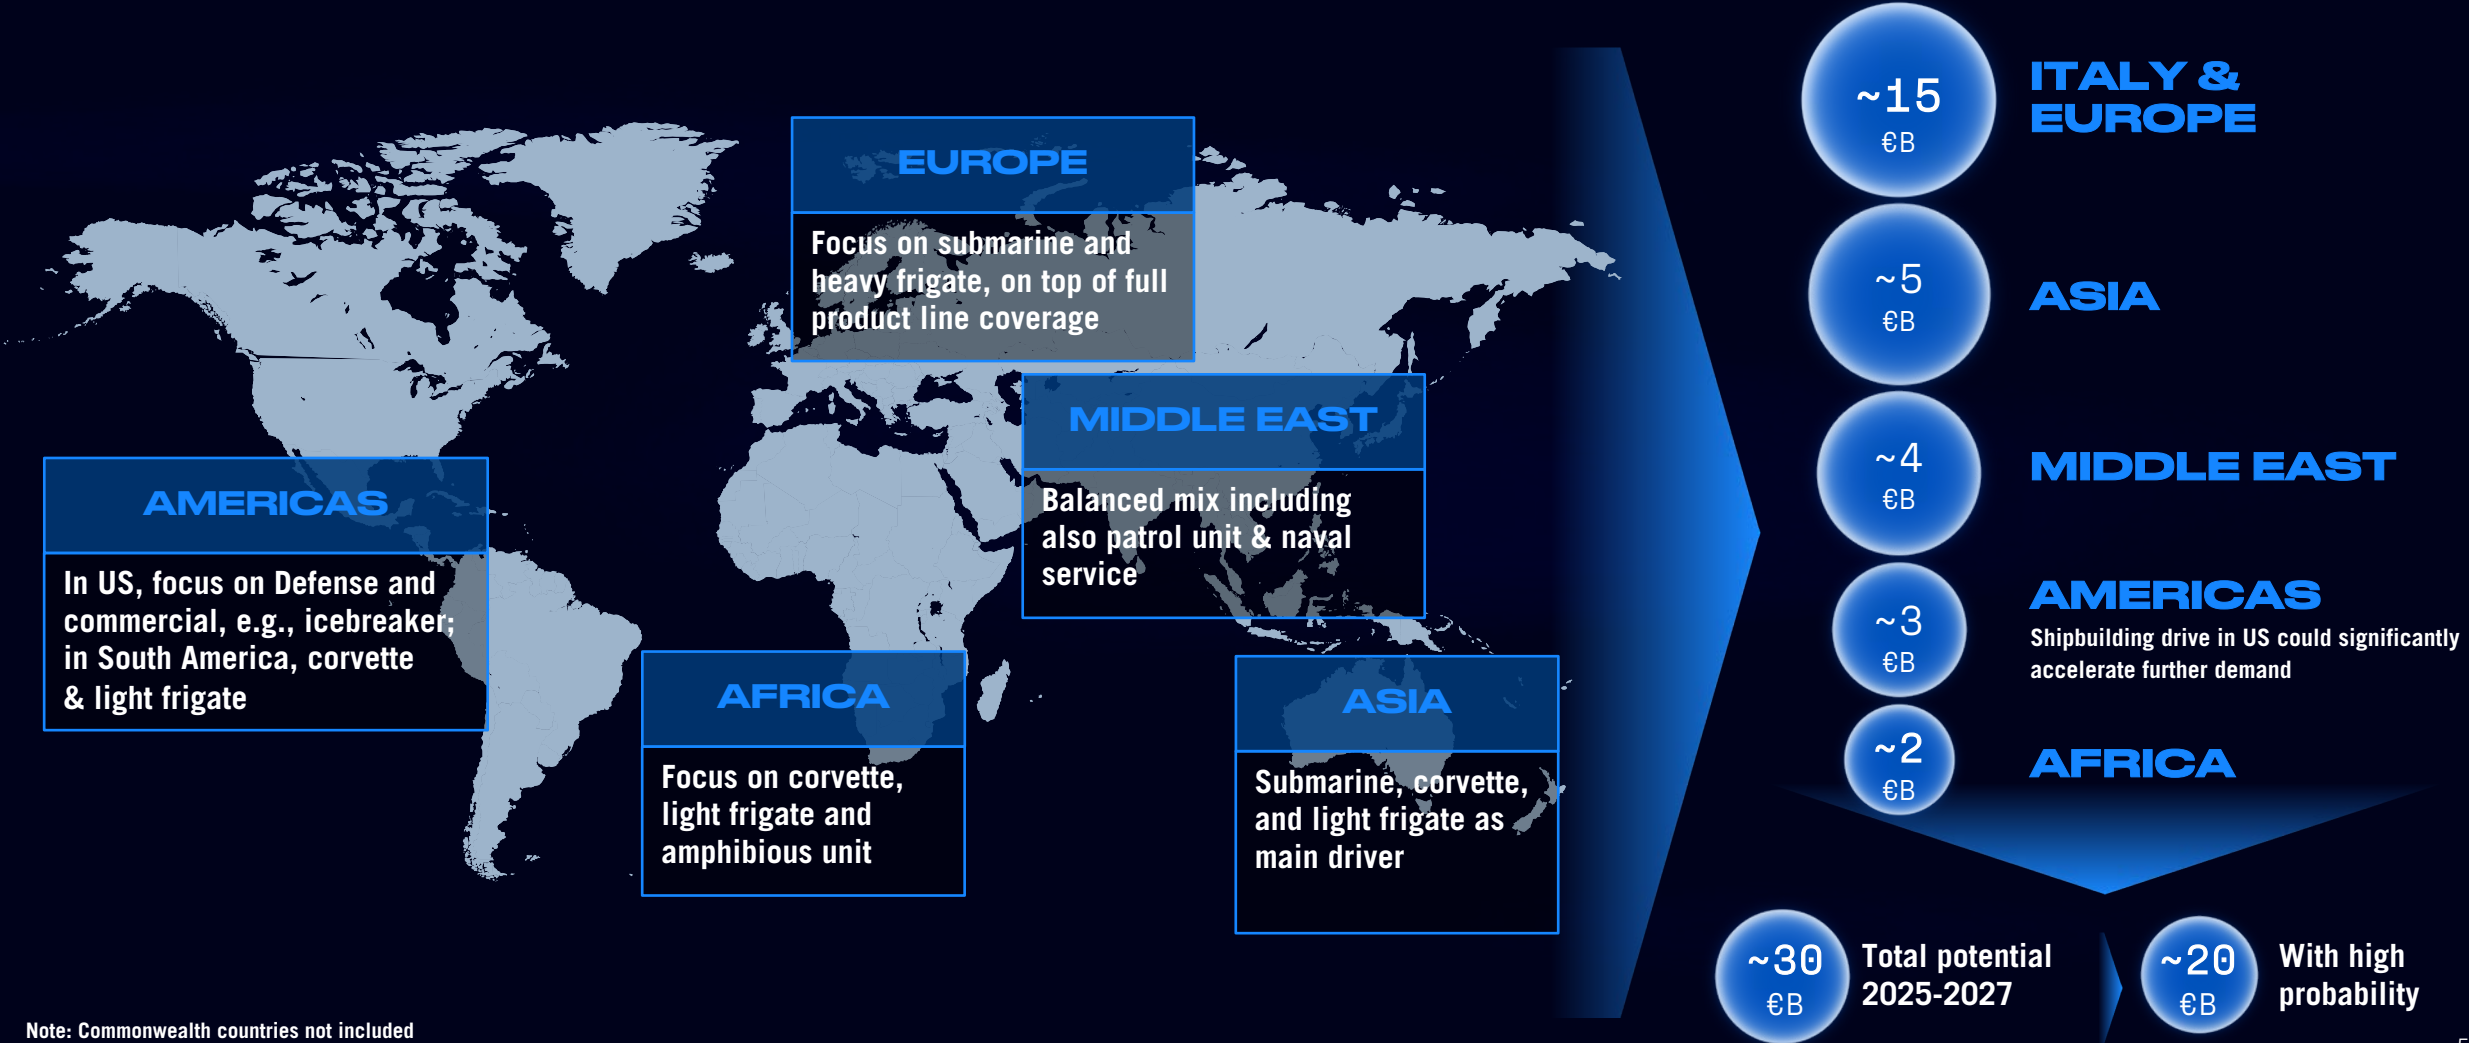 EUROPE
Focus on submarine and
heavy frigate, on top of full
product line coverage
MIDDLE EAST
Balanced mix including
also patrol unit & naval
service
AMERICAS
In US, focus on Defense and
commercial, e.g., icebreaker;
in South America, corvette
& light frigate
AFRICA
Focus on corvette,
light frigate and
amphibious unit
ASIA
Submarine, corvette,
and light frigate as
main driver
~15
€B
ITALY &
EUROPE
~5
€B
ASIA
~4
€B
MIDDLE EAST
~3
€B
AMERICAS
Shipbuilding drive in US could significantly
accelerate further demand
~2
€B
AFRICA
~30
€B
Total potential
2025-2027
~20
€B
With high
probability
Note: Commonwealth countries not included